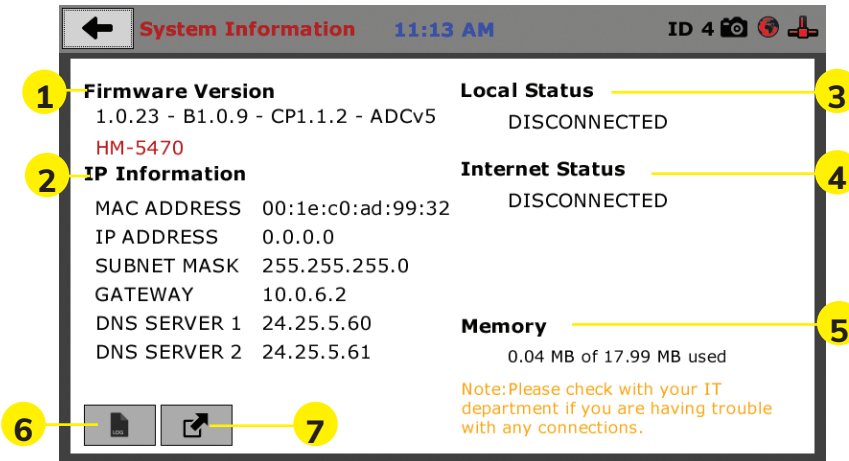 System Information 11:13 AM ID 4
1 Firmware Version
1.0.23 - B1.0.9 - CP1.1.2 - ADCv5
HM-5470
2 IP Information
MAC ADDRESS 00:1e:c0:ad:99:32
IP ADDRESS 0.0.0.0
SUBNET MASK 255.255.255.0
GATEWAY 10.0.6.2
DNS SERVER 1 24.25.5.60
DNS SERVER 2 24.25.5.61
Local Status 3
DISCONNECTED
Internet Status 4
DISCONNECTED
Memory 5
0.04 MB of 17.99 MB used
Note:Please check with your IT
department if you are having trouble
with any connections.
6 LOG 7